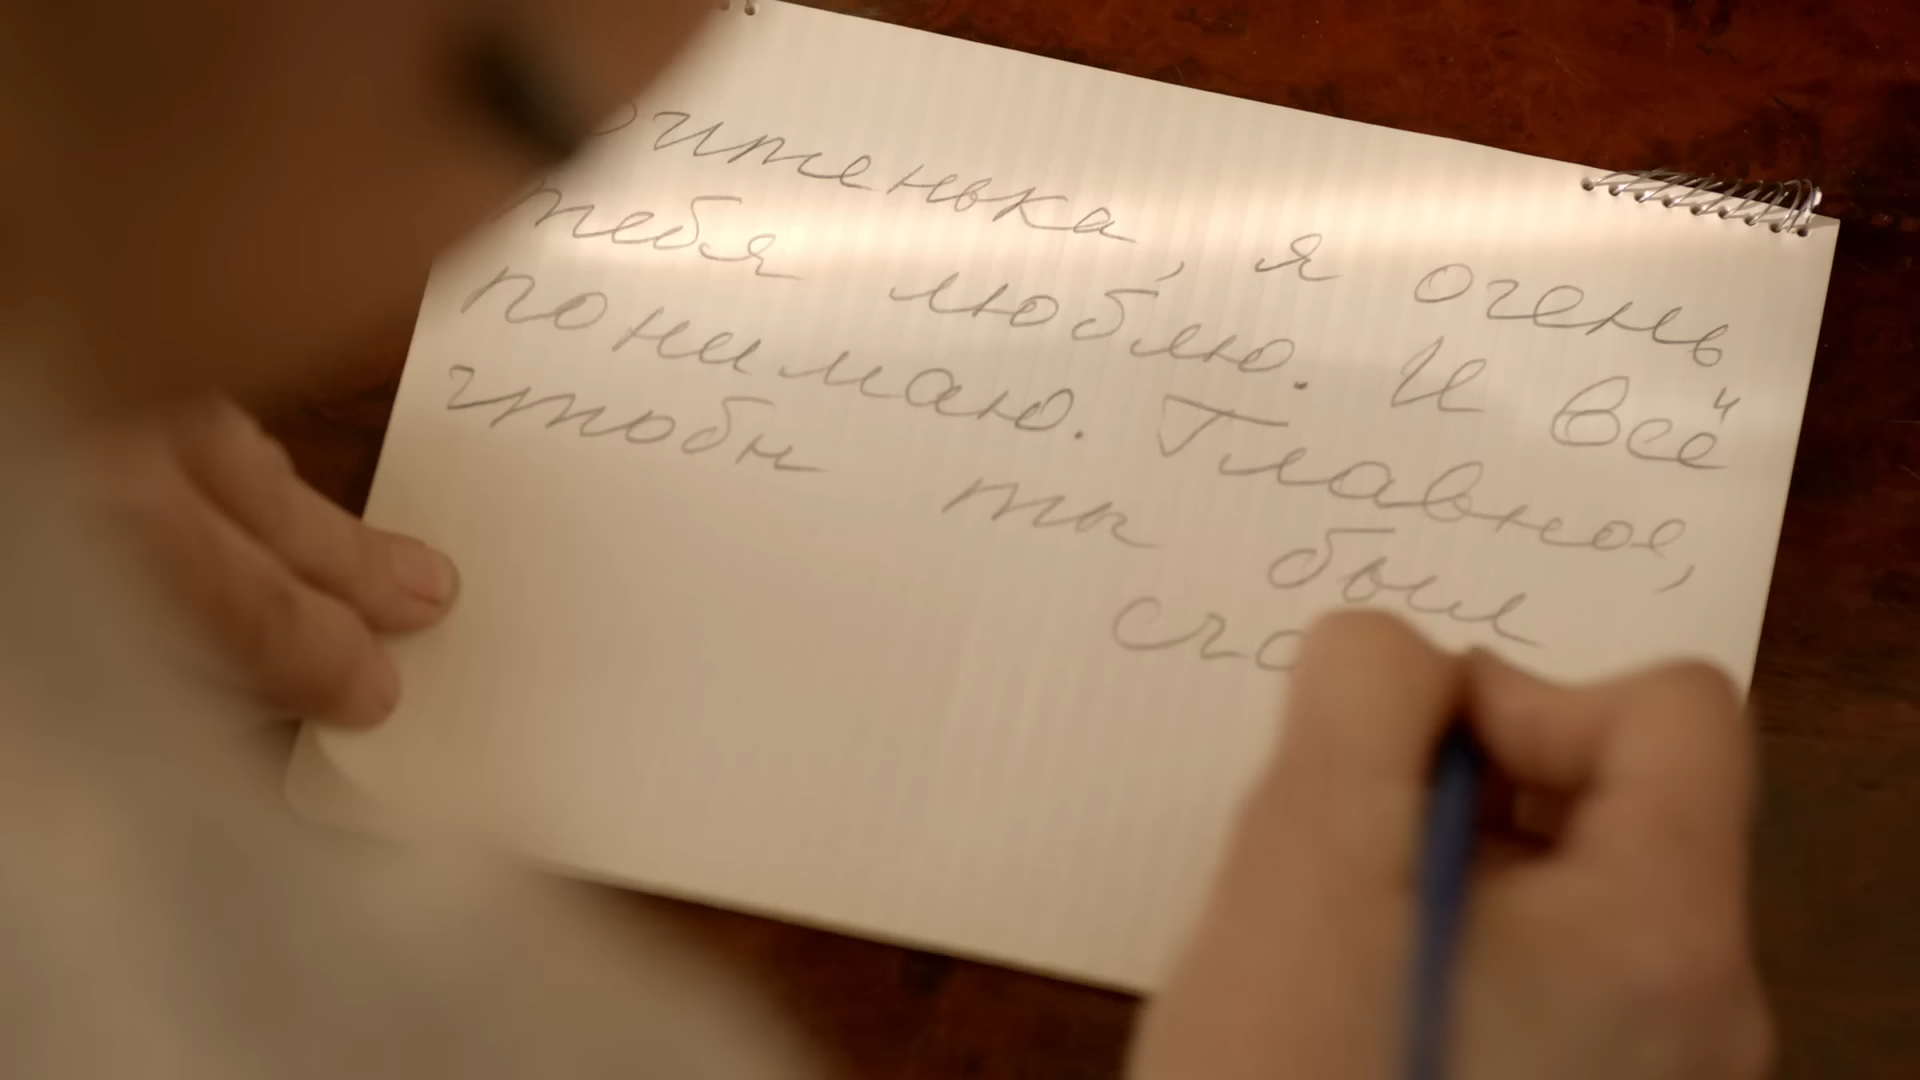 я очень
тебя люблю. И всё
понимаю. Главное,
чтобы ты был